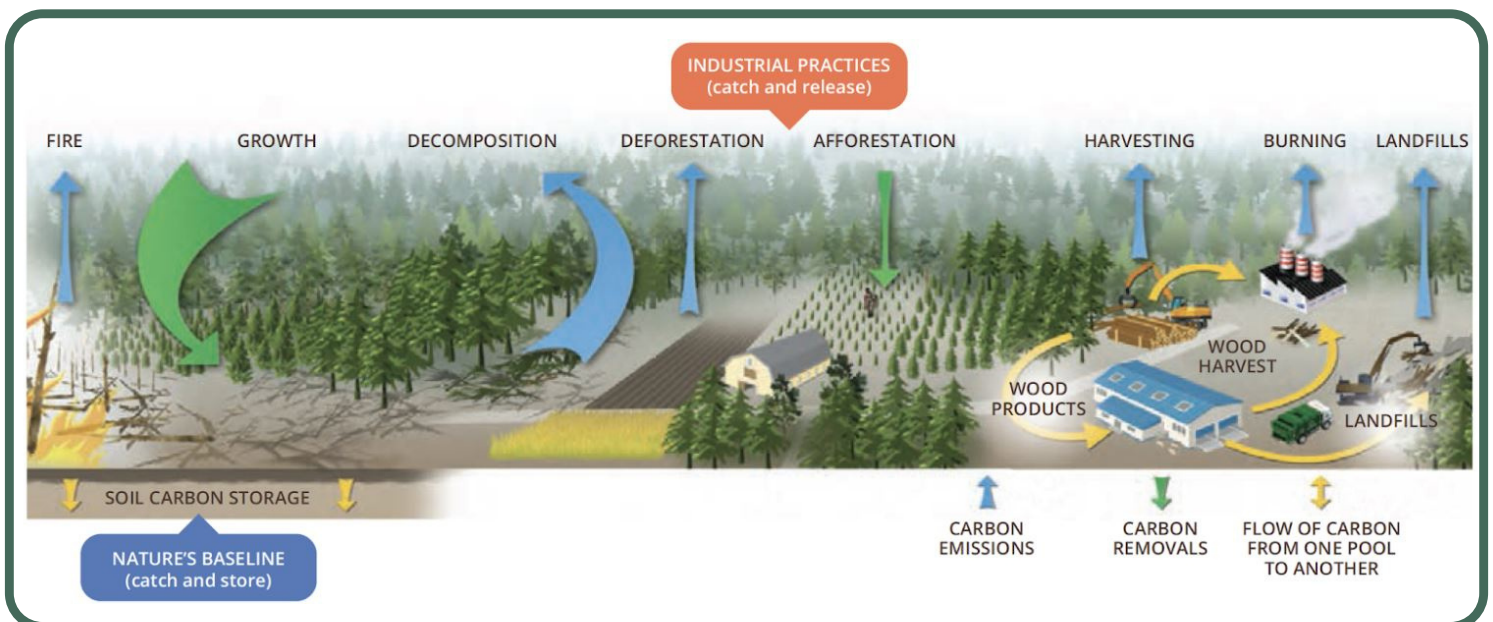 INDUSTRIAL PRACTICES
(catch and release)
FIRE
GROWTH
DECOMPOSITION
DEFORESTATION
AFFORESTATION
HARVESTING
BURNING
LANDFILLS
WOOD
HARVEST
WOOD
PRODUCTS
LANDFILLS
SOIL CARBON STORAGE
NATURE'S BASELINE
(catch and store)
CARBON
EMISSIONS
CARBON
REMOVALS
FLOW OF CARBON
FROM ONE POOL
TO ANOTHER